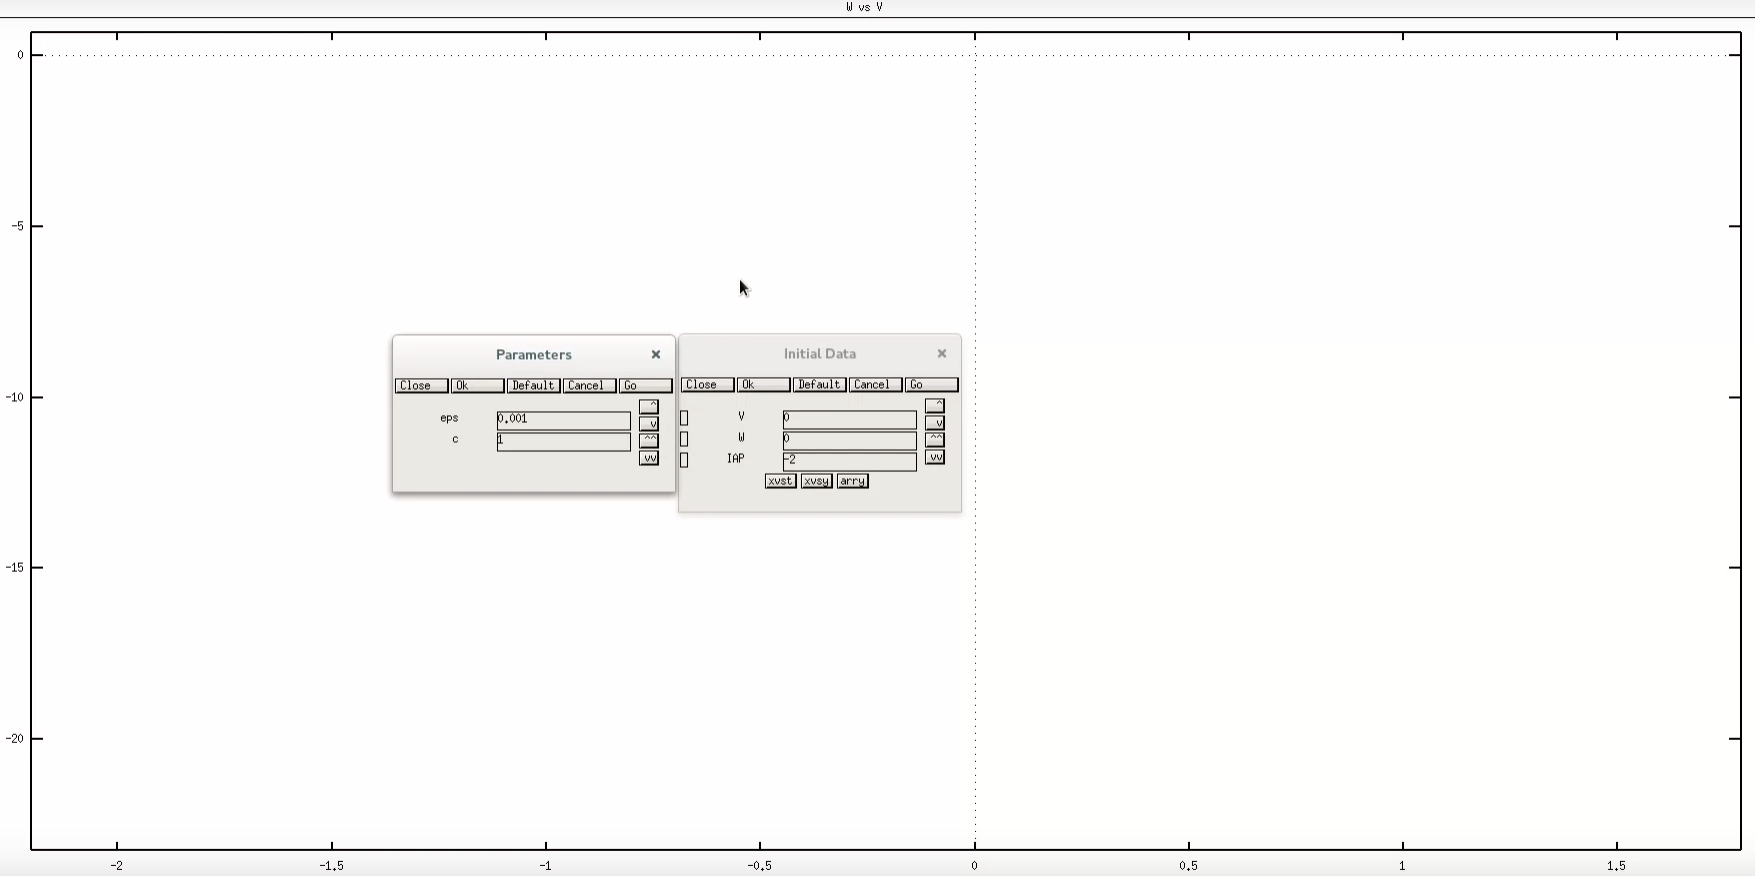 W vs V
0
-5
-10
-15
-20
Parameters
Close Ok Default Cancel Go
eps 0.001 ^
v
c 1 ^^
vv
Initial Data
Close Ok Default Cancel Go
V 0 ^
v
W 0 ^^
IAP -2 vv
xvst xvsy arry
-2 -1.5 -1 -0.5 0 0.5 1 1.5